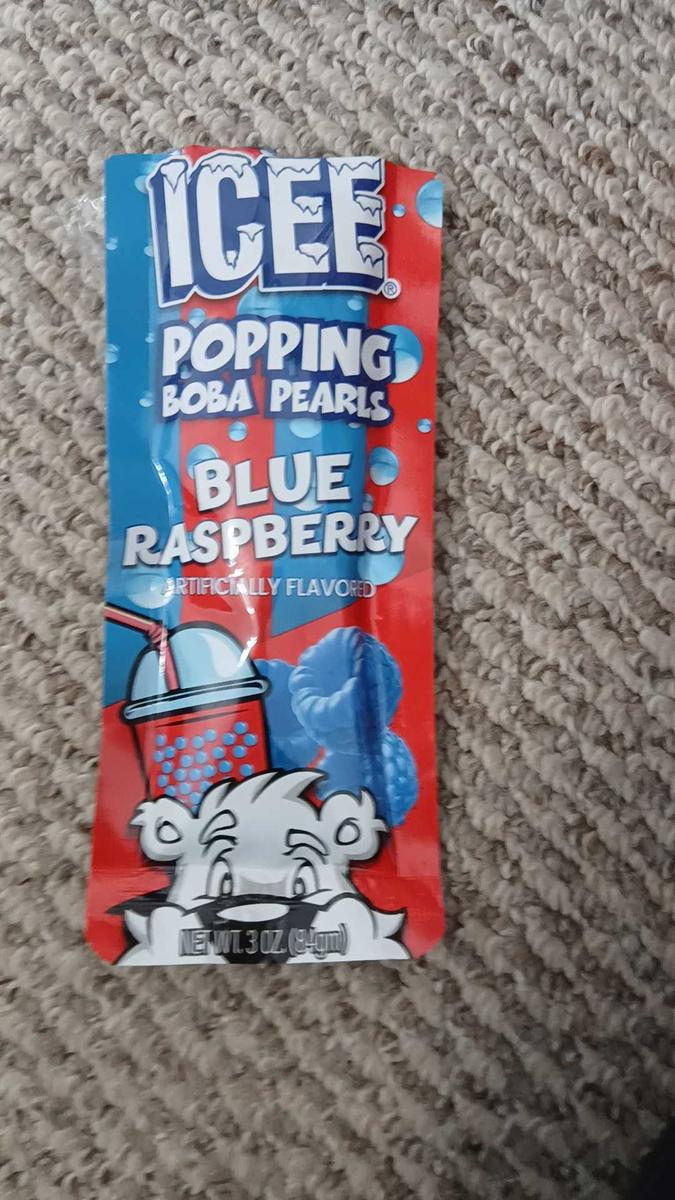 ICEE®
POPPING
BOBA PEARLS
BLUE
RASPBERRY
ARTIFICIALLY FLAVORED
NET WT. 3 OZ. (84gm)